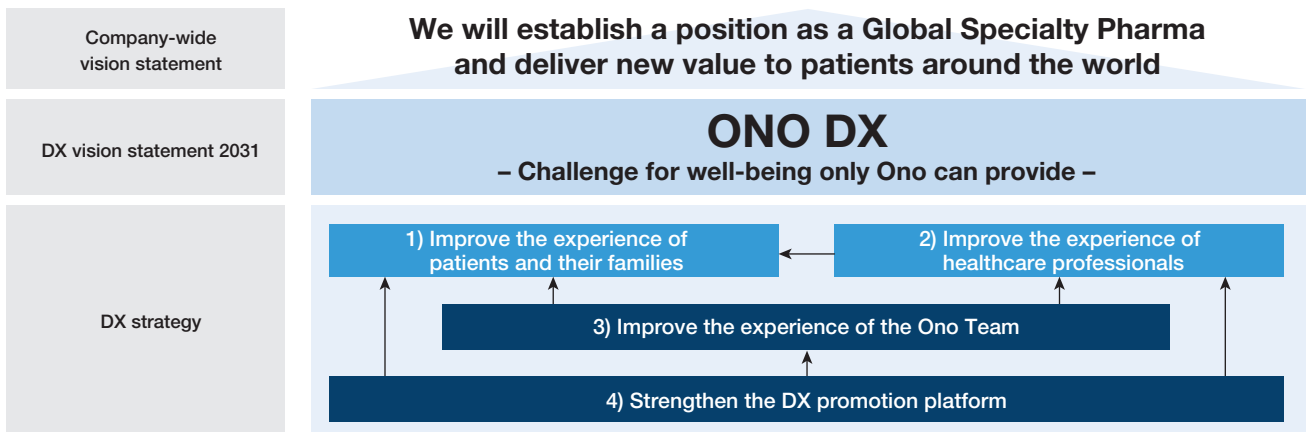 Company-wide
vision statement
We will establish a position as a Global Specialty Pharma
and deliver new value to patients around the world
DX vision statement 2031
ONO DX
– Challenge for well-being only Ono can provide –
DX strategy
1) Improve the experience of
patients and their families
2) Improve the experience of
healthcare professionals
3) Improve the experience of the Ono Team
4) Strengthen the DX promotion platform